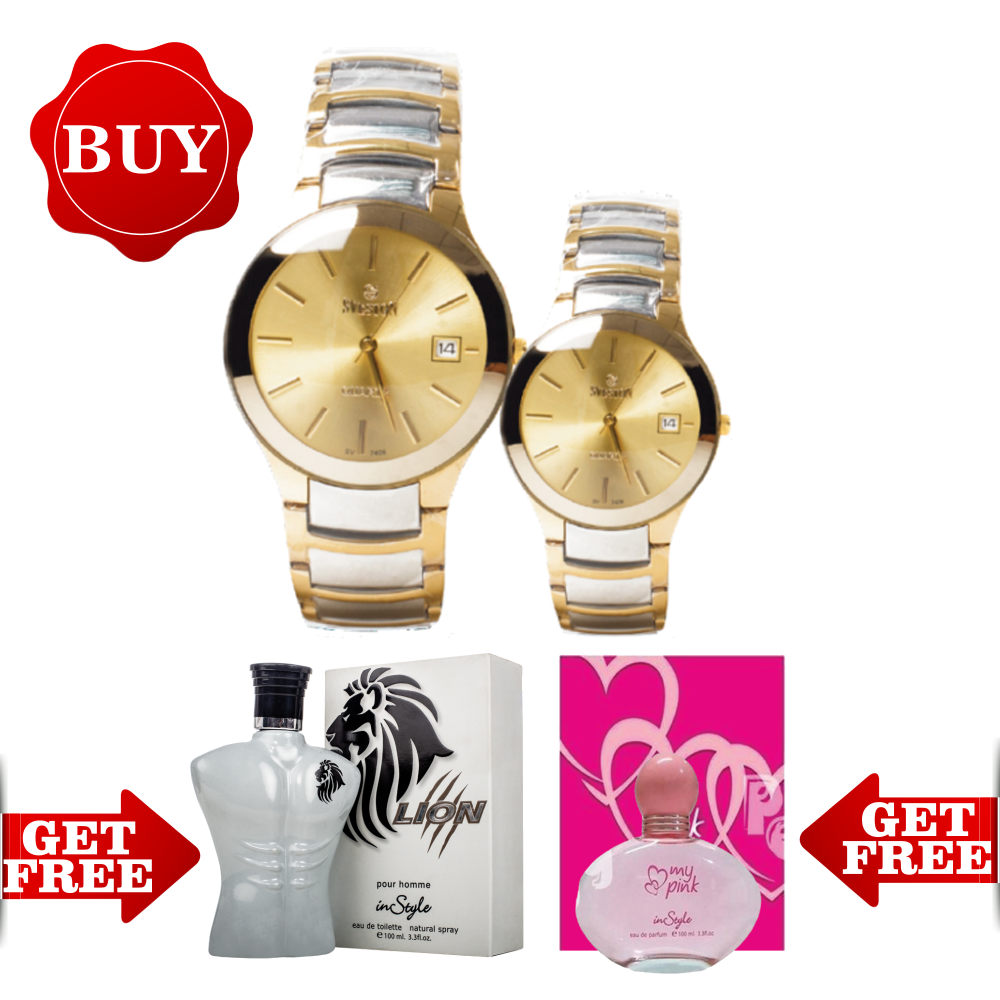 BUY
14
14
LION
pour homme
inStyle
eau de toilette natural spray
℮ 100 ml. 3.3fl.oz.
my
pink
inStyle
eau de parfum ℮ 100 ml. 3.3fl.oz.
GET
FREE
GET
FREE